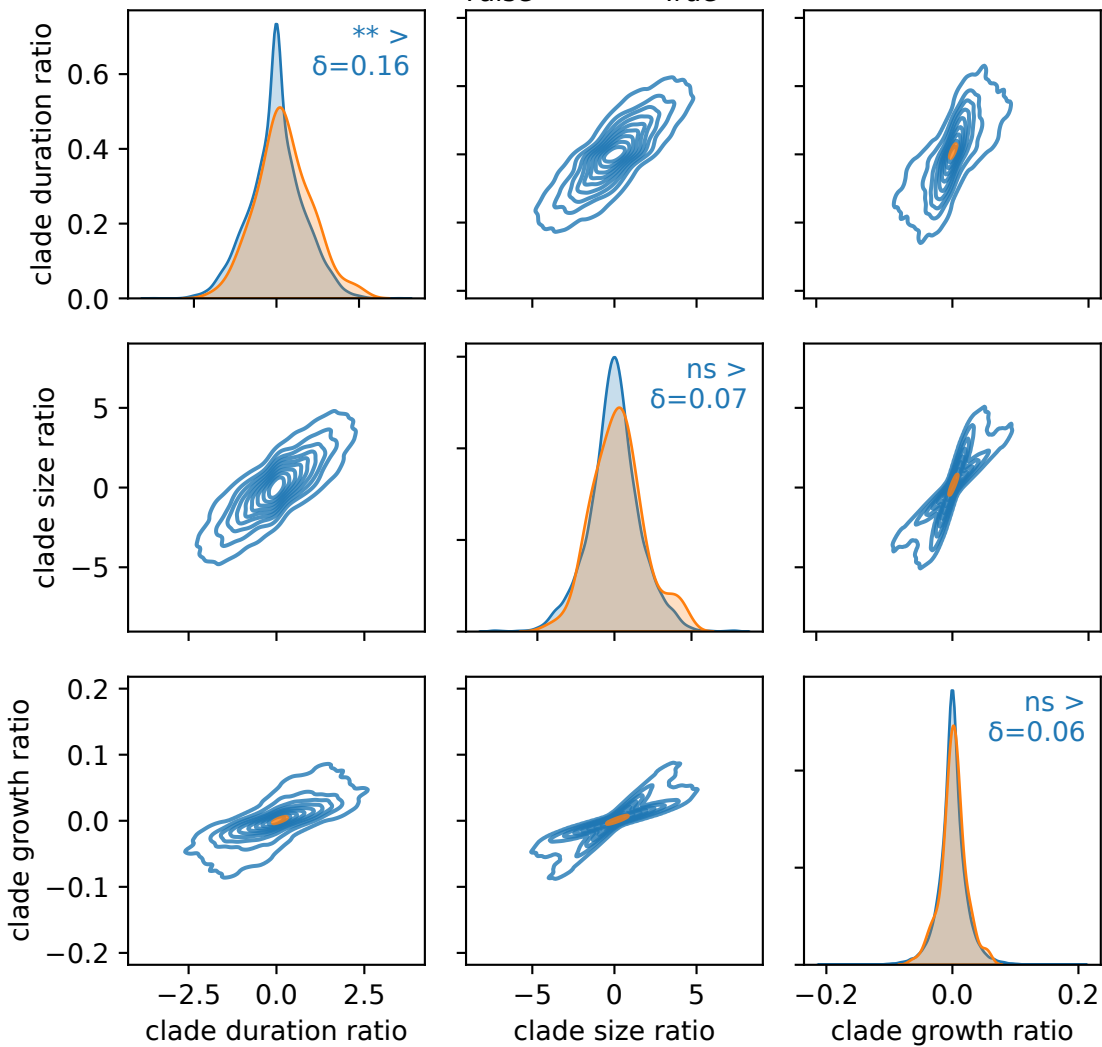 clade duration ratio
0.6
0.4
0.2
0.0
** >
δ=0.16
clade size ratio
5
0
−5
ns >
δ=0.07
clade growth ratio
0.2
0.1
0.0
−0.1
−0.2
ns >
δ=0.06
−2.5 0.0 2.5
−5 0 5
−0.2 0.0 0.2
clade duration ratio
clade size ratio
clade growth ratio